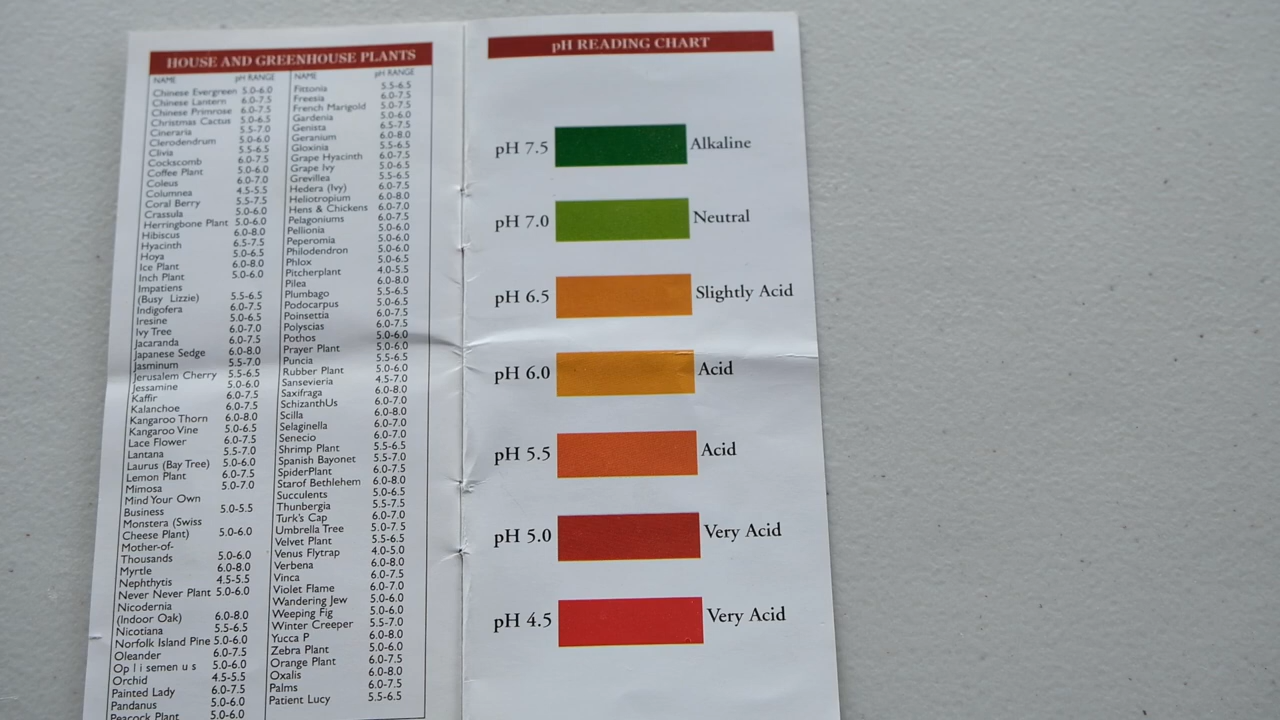 HOUSE AND GREENHOUSE PLANTS
NAME pH RANGE
Chinese Evergreen 5.0-6.0
Chinese Lantern 6.0-7.5
Chinese Primrose 6.0-7.5
Christmas Cactus 5.0-6.5
Cineraria 5.5-7.0
Clerodendrum 5.0-6.0
Clivia 5.5-6.5
Cockscomb 6.0-7.5
Coffee Plant 5.0-6.0
Coleus 6.0-7.0
Columnea 4.5-5.5
Coral Berry 5.5-7.5
Crassula 5.0-6.0
Herringbone Plant 5.0-6.0
Hibiscus 6.0-8.0
Hyacinth 6.5-7.5
Hoya 5.0-6.5
Ice Plant 6.0-8.0
Inch Plant 5.0-6.0
Impatiens
(Busy Lizzie) 5.5-6.5
Indigofera 6.0-7.5
Iresine 5.0-6.5
Ivy Tree 6.0-7.0
Jacaranda 6.0-7.5
Japanese Sedge 6.0-8.0
Jasminum 5.5-7.0
Jerusalem Cherry 5.5-6.5
Jessamine 5.0-6.0
Kaffir 6.0-7.5
Kalanchoe 6.0-7.5
Kangaroo Thorn 6.0-8.0
Kangaroo Vine 5.0-6.5
Lace Flower 6.0-7.5
Lantana 5.5-7.0
Laurus (Bay Tree) 5.0-6.0
Lemon Plant 6.0-7.5
Mimosa 5.0-7.0
Mind Your Own
Business 5.0-5.5
Monstera (Swiss
Cheese Plant) 5.0-6.0
Mother-of-
Thousands 5.0-6.0
Myrtle 6.0-8.0
Nephthytis 4.5-5.5
Never Never Plant 5.0-6.0
Nicodernia
(Indoor Oak) 6.0-8.0
Nicotiana 5.5-6.5
Norfolk Island Pine 5.0-6.0
Oleander 6.0-7.5
Op l i semen u s 5.0-6.0
Orchid 4.5-5.5
Painted Lady 6.0-7.5
Pandanus 5.0-6.0
Peacock Plant 5.0-6.0
NAME pH RANGE
Fittonia 5.5-6.5
Freesia 6.0-7.5
French Marigold 5.0-7.5
Gardenia 5.0-6.0
Genista 6.5-7.5
Geranium 6.0-8.0
Gloxinia 5.5-6.5
Grape Hyacinth 6.0-7.5
Grape Ivy 5.0-6.5
Grevillea 5.5-6.5
Hedera (Ivy) 6.0-7.5
Heliotropium 6.0-8.0
Hens & Chickens 6.0-7.0
Pelagoniums 6.0-7.5
Pellionia 5.0-6.0
Peperomia 5.0-6.0
Philodendron 5.0-6.0
Phlox 5.0-6.5
Pitcherplant 4.0-5.5
Pilea 6.0-8.0
Plumbago 5.5-6.5
Podocarpus 5.0-6.5
Poinsettia 6.0-7.5
Polyscias 6.0-7.5
Pothos 5.0-6.0
Prayer Plant 5.0-6.0
Puncia 5.5-6.5
Rubber Plant 5.0-6.0
Sansevieria 4.5-7.0
Saxifraga 6.0-8.0
SchizanthUs 6.0-7.0
Scilla 6.0-8.0
Selaginella 6.0-7.0
Senecio 6.0-7.0
Shrimp Plant 5.5-6.5
Spanish Bayonet 5.5-7.0
SpiderPlant 6.0-7.5
Starof Bethlehem 6.0-8.0
Succulents 5.0-6.5
Thunbergia 5.5-7.5
Turk's Cap 6.0-7.0
Umbrella Tree 5.0-7.5
Velvet Plant 5.5-6.5
Venus Flytrap 4.0-5.0
Verbena 6.0-8.0
Vinca 6.0-7.5
Violet Flame 6.0-7.0
Wandering Jew 5.0-6.0
Weeping Fig 5.0-6.0
Winter Creeper 5.5-7.0
Yucca P 6.0-8.0
Zebra Plant 5.0-6.0
Orange Plant 6.0-7.5
Oxalis 6.0-8.0
Palms 6.0-7.5
Patient Lucy 5.5-6.5
pH READING CHART
pH 7.5 Alkaline
pH 7.0 Neutral
pH 6.5 Slightly Acid
pH 6.0 Acid
pH 5.5 Acid
pH 5.0 Very Acid
pH 4.5 Very Acid